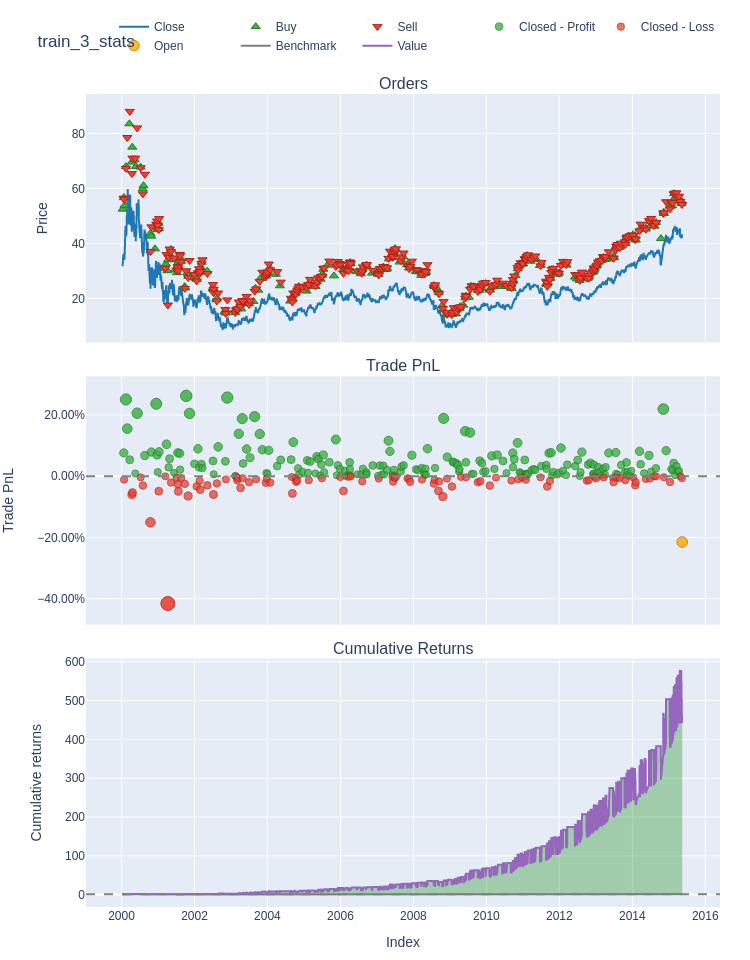 train_3_stats
Close
Buy
Sell
Closed - Profit
Closed - Loss
Open
Benchmark
Value
Orders
Price
80
60
40
20
Trade PnL
Trade PnL
20.00%
0.00%
−20.00%
−40.00%
Cumulative Returns
Cumulative returns
600
500
400
300
200
100
0
2000 2002 2004 2006 2008 2010 2012 2014 2016
Index